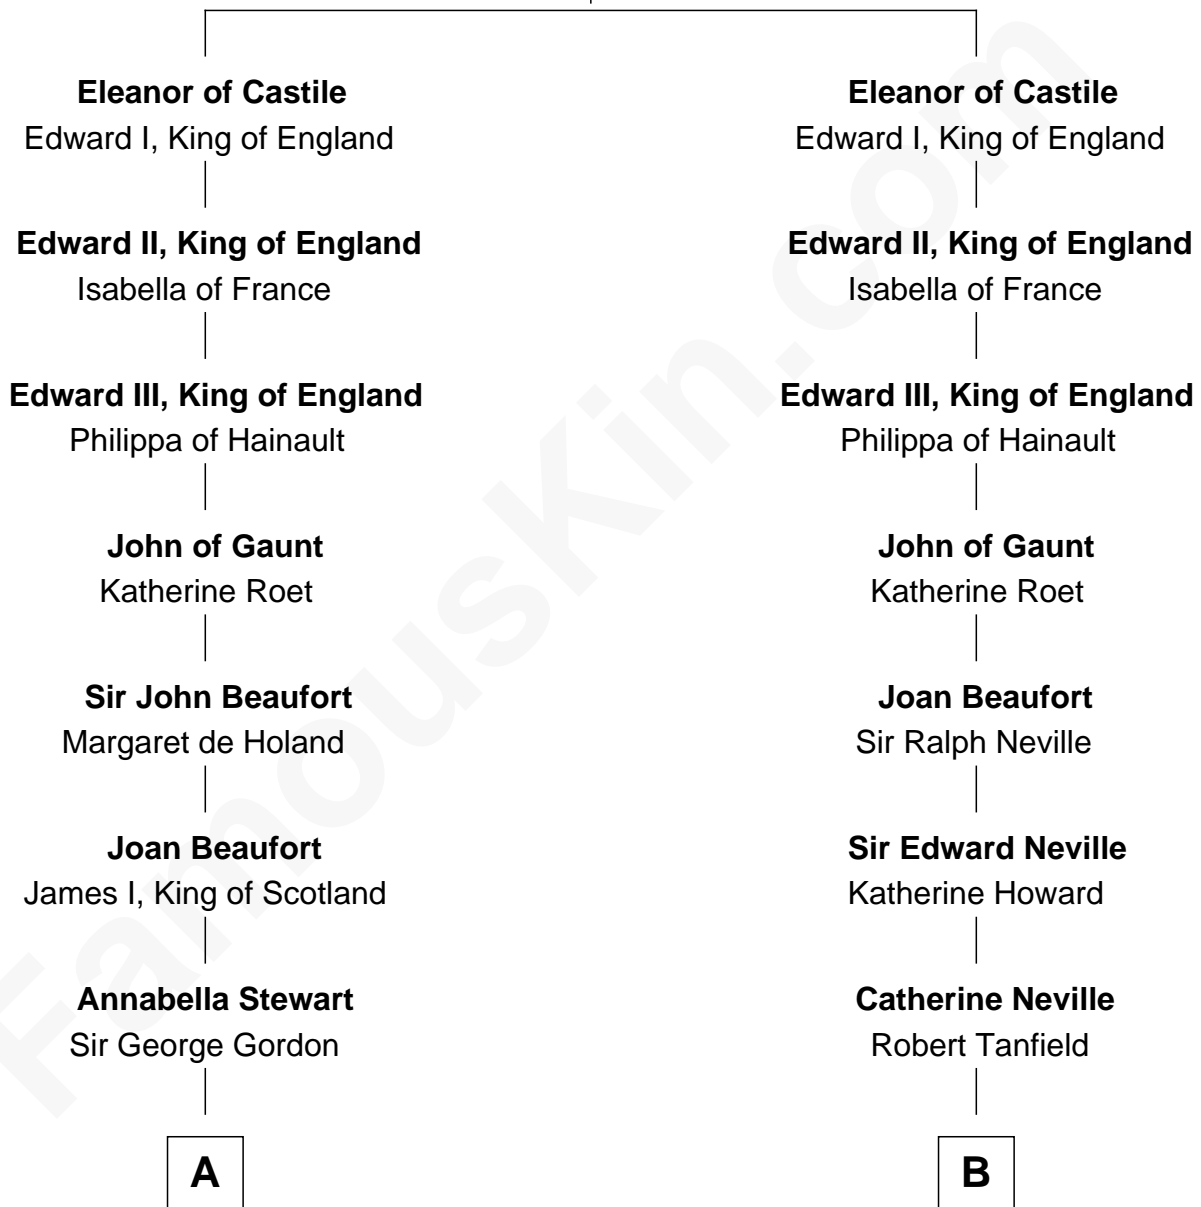 Eleanor of Castile
Edward I, King of England
Edward II, King of England
Isabella of France
Edward III, King of England
Philippa of Hainault
John of Gaunt
Katherine Roet
Sir John Beaufort
Margaret de Holand
Joan Beaufort
James I, King of Scotland
Annabella Stewart
Sir George Gordon
A
Eleanor of Castile
Edward I, King of England
Edward II, King of England
Isabella of France
Edward III, King of England
Philippa of Hainault
John of Gaunt
Katherine Roet
Joan Beaufort
Sir Ralph Neville
Sir Edward Neville
Katherine Howard
Catherine Neville
Robert Tanfield
B
FamousKin.com